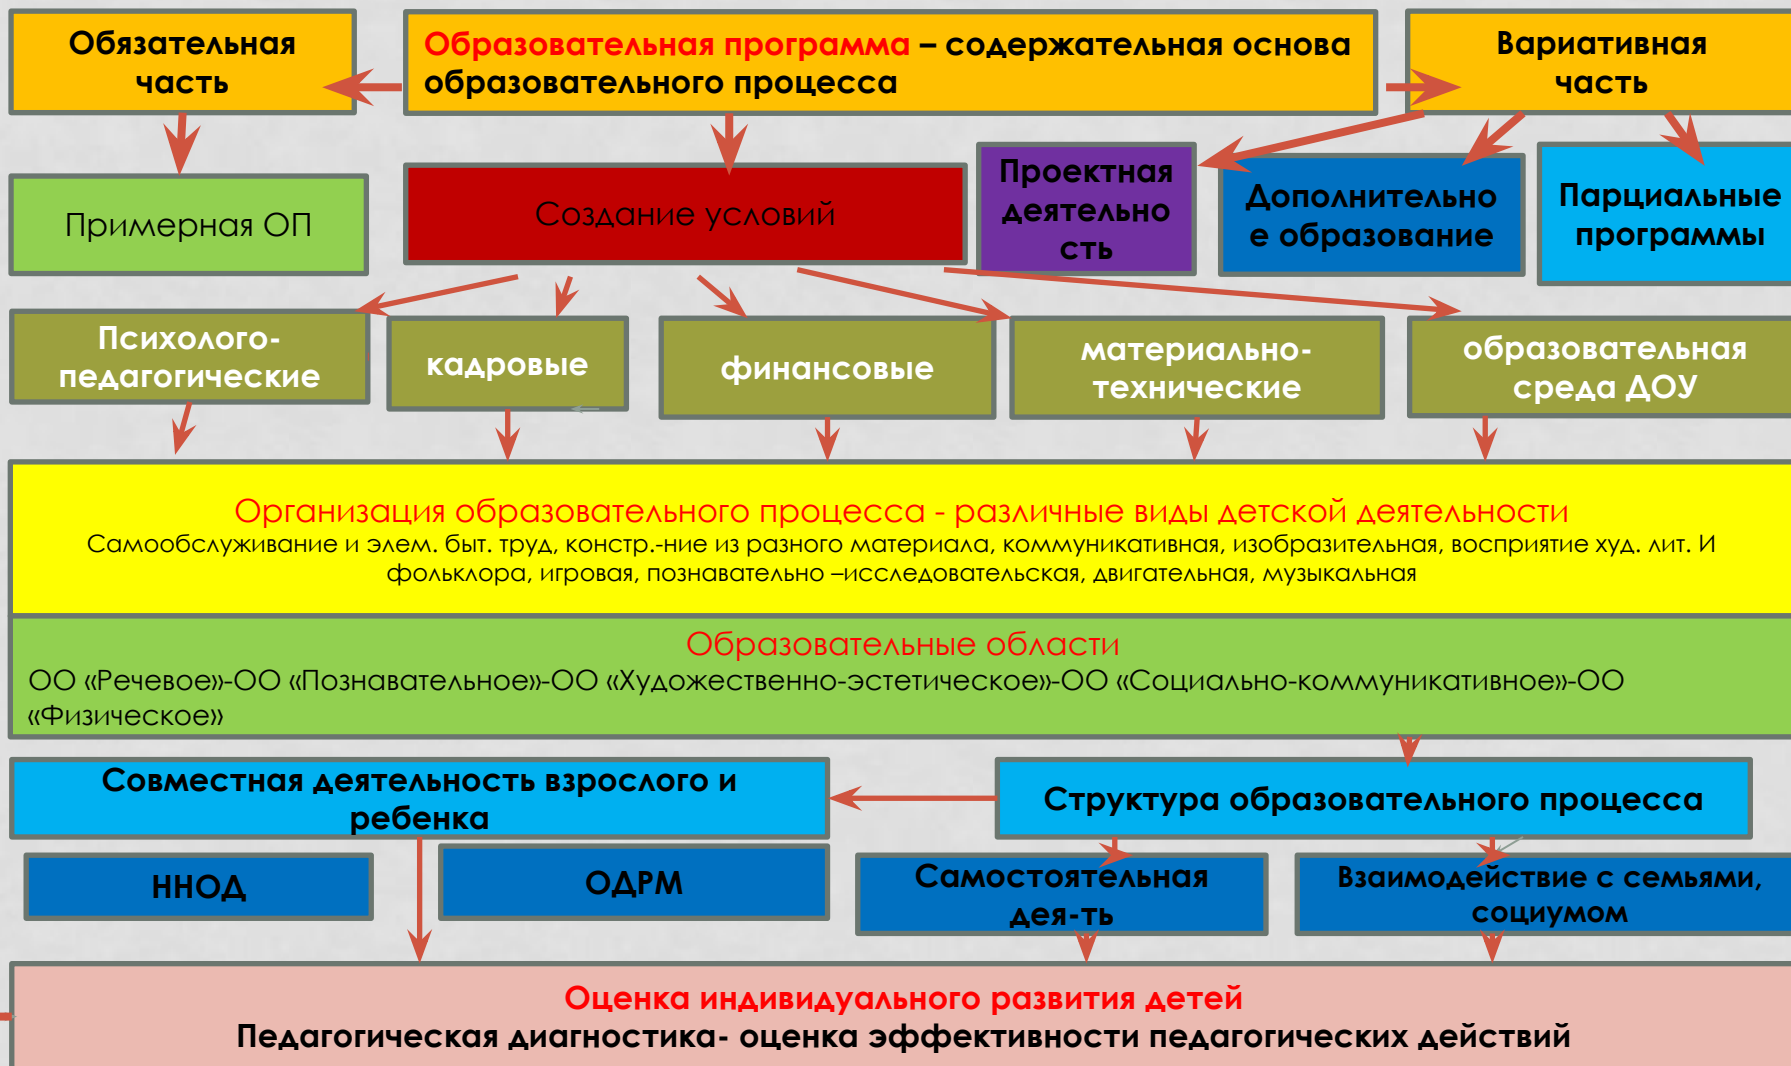 Обязательная
часть
Образовательная программа – содержательная основа
образовательного процесса
Вариативная
часть
Примерная ОП
Создание условий
Проектная
деятельно
сть
Дополнительно
е образование
Парциальные
программы
Психолого-
педагогические
кадровые
финансовые
материально-
технические
образовательная
среда ДОУ
Организация образовательного процесса - различные виды детской деятельности
Самообслуживание и элем. быт. труд, констр.-ние из разного материала, коммуникативная, изобразительная, восприятие худ. лит. И
фольклора, игровая, познавательно –исследовательская, двигательная, музыкальная
Образовательные области
ОО «Речевое»-ОО «Познавательное»-ОО «Художественно-эстетическое»-ОО «Социально-коммуникативное»-ОО
«Физическое»
Совместная деятельность взрослого и
ребенка
Структура образовательного процесса
ННОД
ОДРМ
Самостоятельная
дея-ть
Взаимодействие с семьями,
социумом
Оценка индивидуального развития детей
Педагогическая диагностика- оценка эффективности педагогических действий